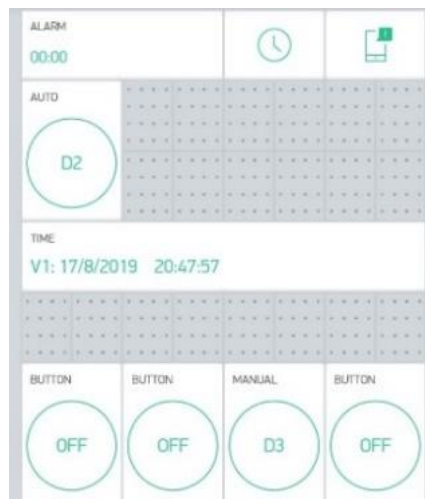 ALARM
00:00
AUTO
D2
TIME
V1: 17/8/2019 20:47:57
BUTTON BUTTON MANUAL BUTTON
OFF OFF D3 OFF